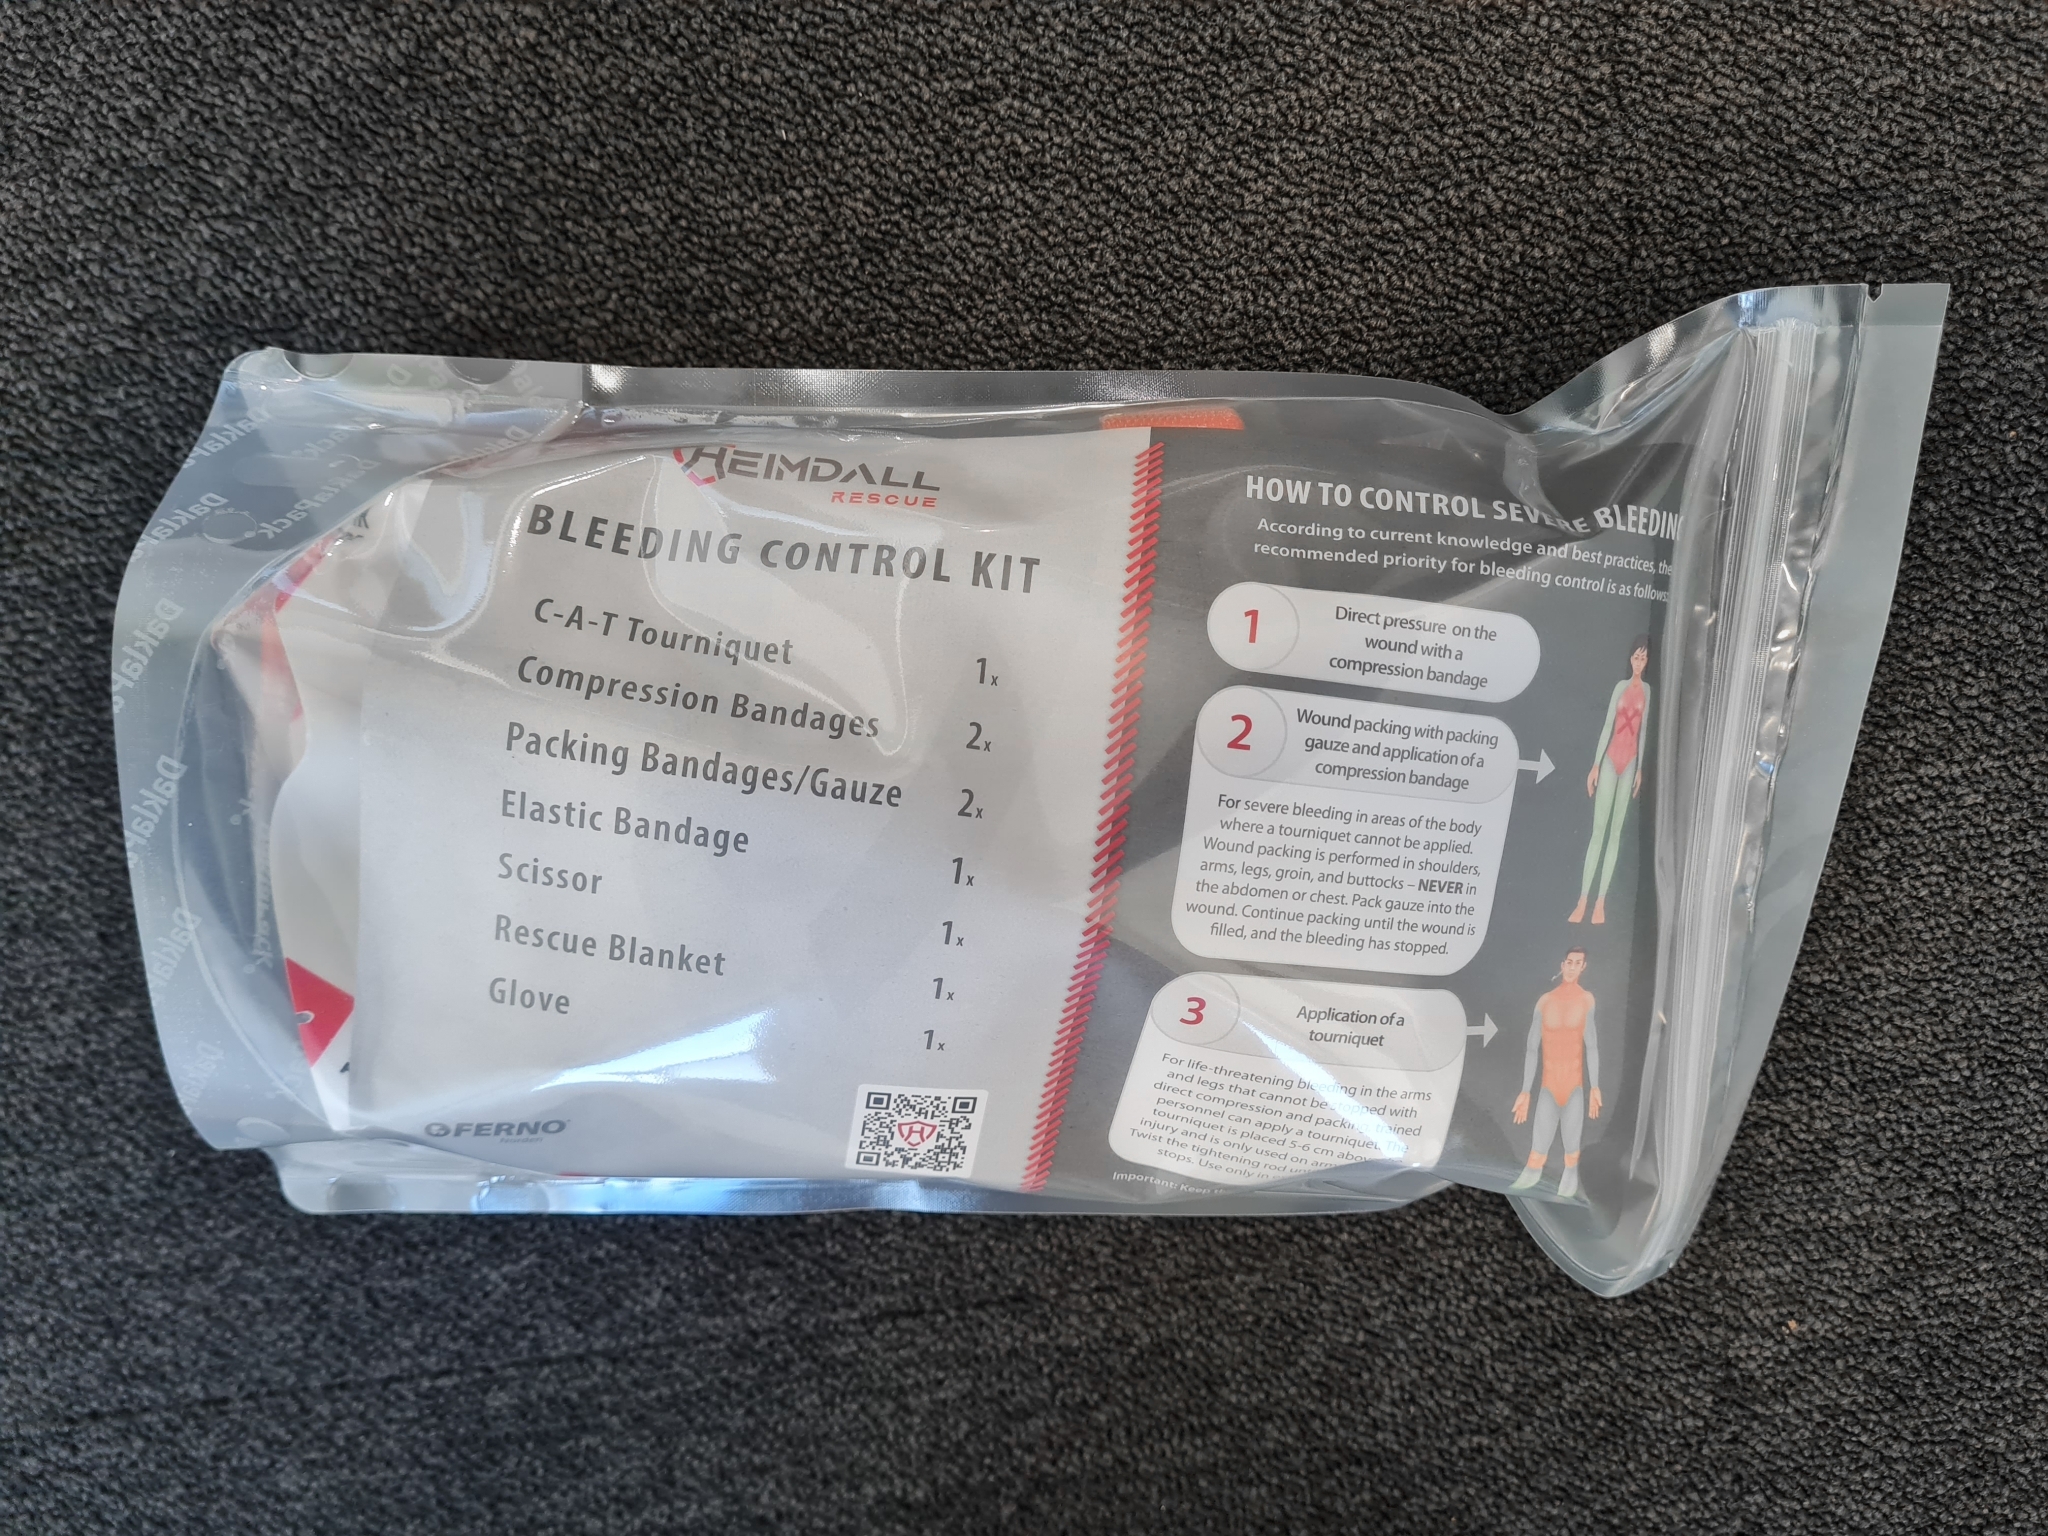 HEIMDALL
RESCUE
BLEEDING CONTROL KIT
C-A-T Tourniquet 1x
Compression Bandages 2x
Packing Bandages/Gauze 2x
Elastic Bandage 1x
Scissor 1x
Rescue Blanket 1x
Glove 1x
FERNO
Norden
HOW TO CONTROL SEVERE BLEEDIN
According to current knowledge and best practices, the
recommended priority for bleeding control is as follows:
1
Direct pressure on the
wound with a
compression bandage
2
Wound packing with packing
gauze and application of a
compression bandage
For severe bleeding in areas of the body
where a tourniquet cannot be applied.
Wound packing is performed in shoulders,
arms, legs, groin, and buttocks – NEVER in
the abdomen or chest. Pack gauze into the
wound. Continue packing until the wound is
filled, and the bleeding has stopped.
3
Application of a
tourniquet
For life-threatening bleeding in the arms
and legs that cannot be stopped with
direct compression and packing, trained
personnel can apply a tourniquet. The
tourniquet is placed 5-6 cm above
injury and is only used on
Twist the tightening rod
stops. Use only in
Important: Keep
DaklaPack